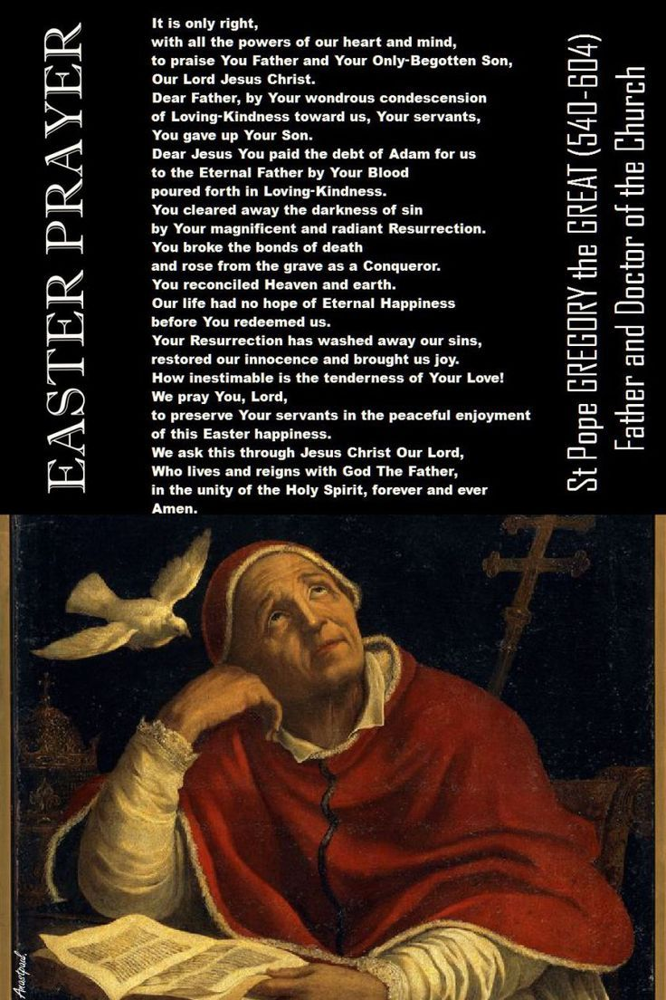 EASTER PRAYER
It is only right,
with all the powers of our heart and mind,
to praise You Father and Your Only-Begotten Son,
Our Lord Jesus Christ.
Dear Father, by Your wondrous condescension
of Loving-Kindness toward us, Your servants,
You gave up Your Son.
Dear Jesus You paid the debt of Adam for us
to the Eternal Father by Your Blood
poured forth in Loving-Kindness.
You cleared away the darkness of sin
by Your magnificent and radiant Resurrection.
You broke the bonds of death
and rose from the grave as a Conqueror.
You reconciled Heaven and earth.
Our life had no hope of Eternal Happiness
before You redeemed us.
Your Resurrection has washed away our sins,
restored our innocence and brought us joy.
How inestimable is the tenderness of Your Love!
We pray You, Lord,
to preserve Your servants in the peaceful enjoyment
of this Easter happiness.
We ask this through Jesus Christ Our Lord,
Who lives and reigns with God The Father,
in the unity of the Holy Spirit, forever and ever
Amen.
St Pope GREGORY the GREAT (540-604)
Father and Doctor of the Church
Anastpaul.